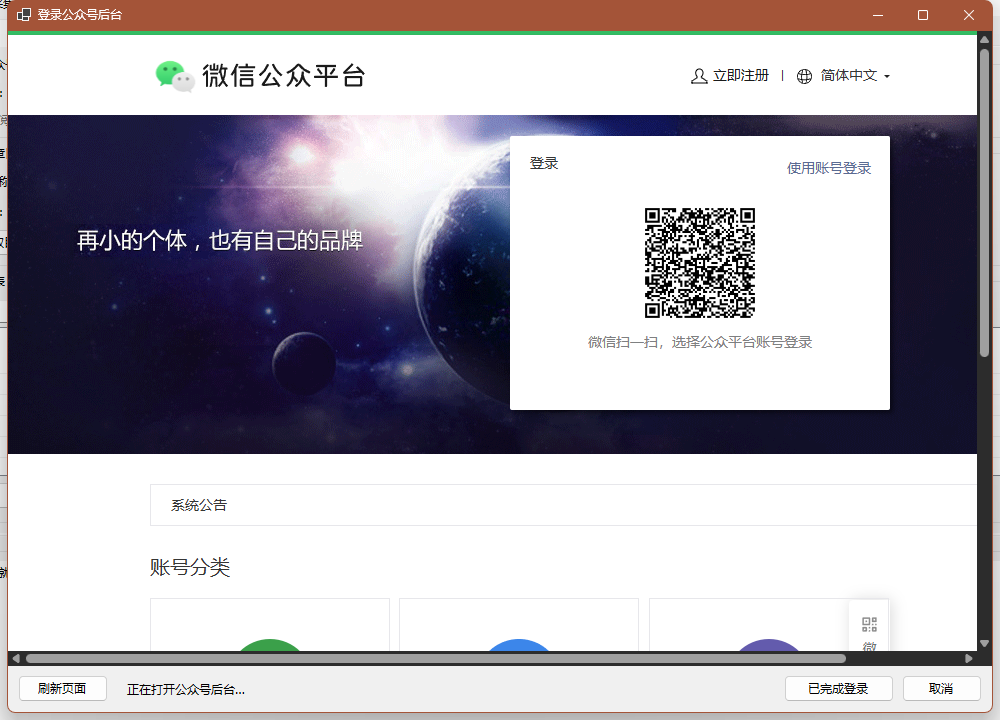 登录公众号后台
微信公众平台
立即注册
简体中文
登录
使用账号登录
再小的个体，也有自己的品牌
微信扫一扫，选择公众平台账号登录
系统公告
账号分类
微
刷新页面
正在打开公众号后台...
已完成登录
取消